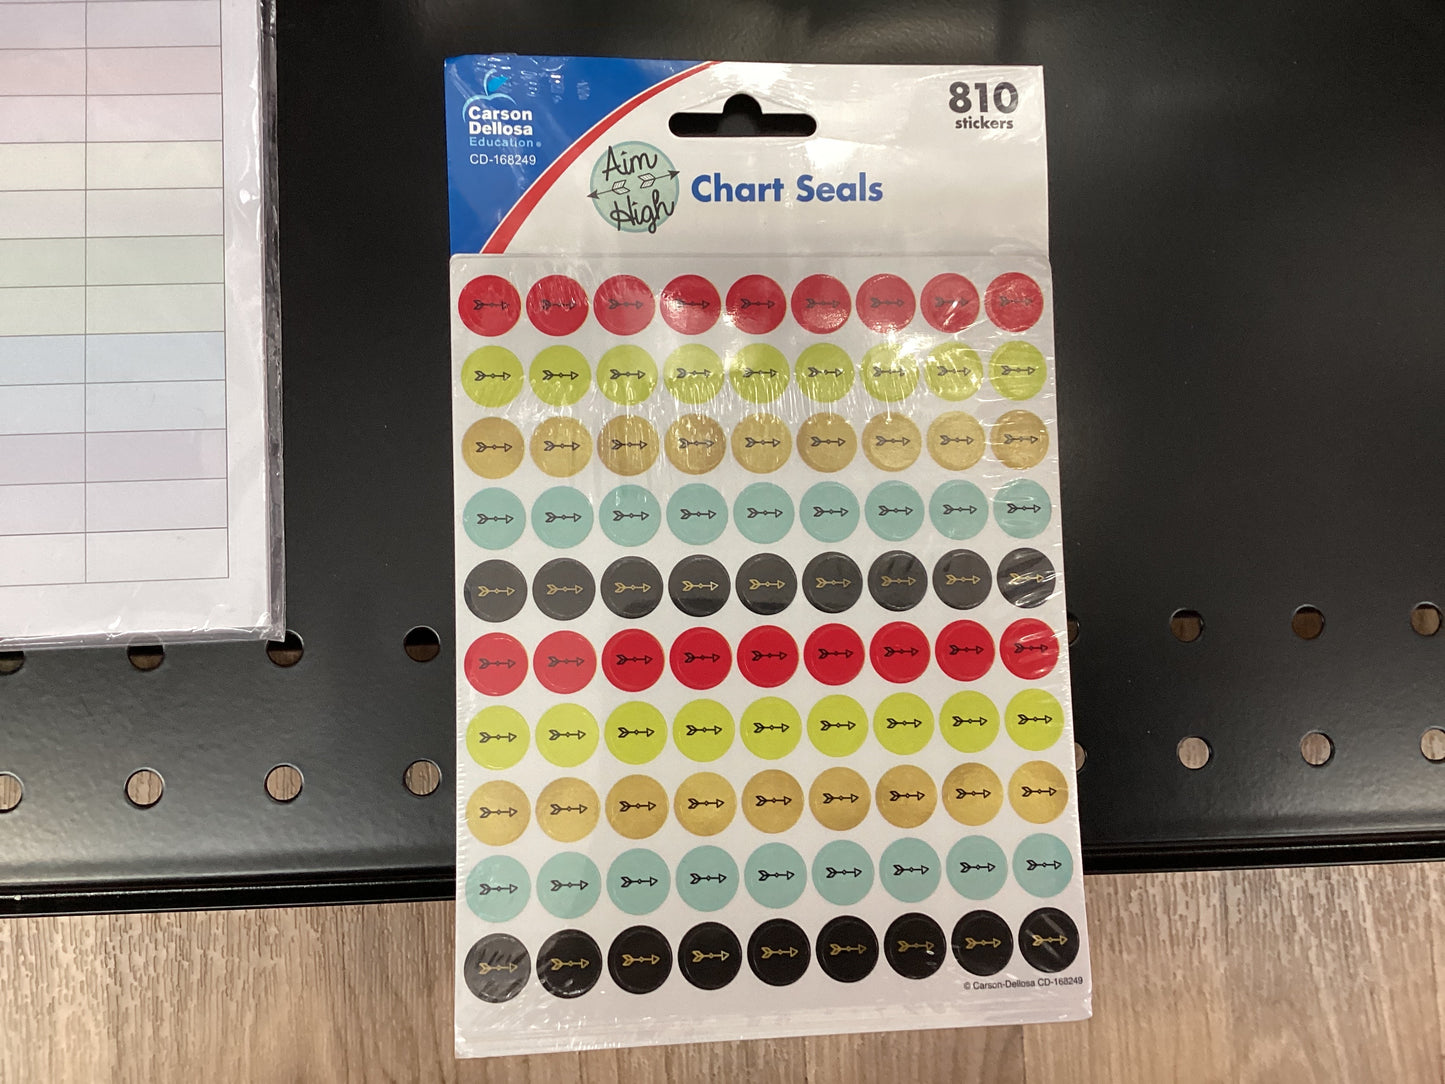 Carson
Dellosa
Education
CD-168249
810
stickers
Aim
High
Chart Seals
© Carson-Dellosa CD-168249